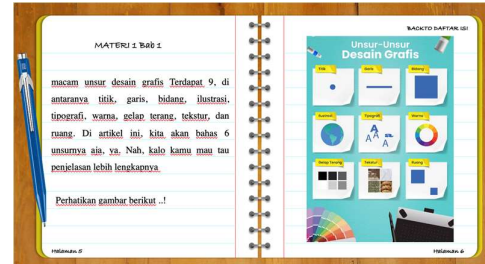 MATERI 1 Bab 1
macam unsur desain grafis Terdapat 9, di
antaranya titik, garis, bidang, ilustrasi,
tipografi, warna, gelap terang, tekstur, dan
ruang. Di artikel ini, kita akan bahas 6
unsurnya aja, ya. Nah, kalo kamu mau tau
penjelasan lebih lengkapnya
Perhatikan gambar berikut ..!
Halaman 5
BACKTO DAFTAR ISI
Unsur-Unsur
Desain Grafis
Titik
Garis
Bidang
Ilustrasi
Tipografi
Warna
A
Gelap Terang
Tekstur
Ruang
Halaman 6